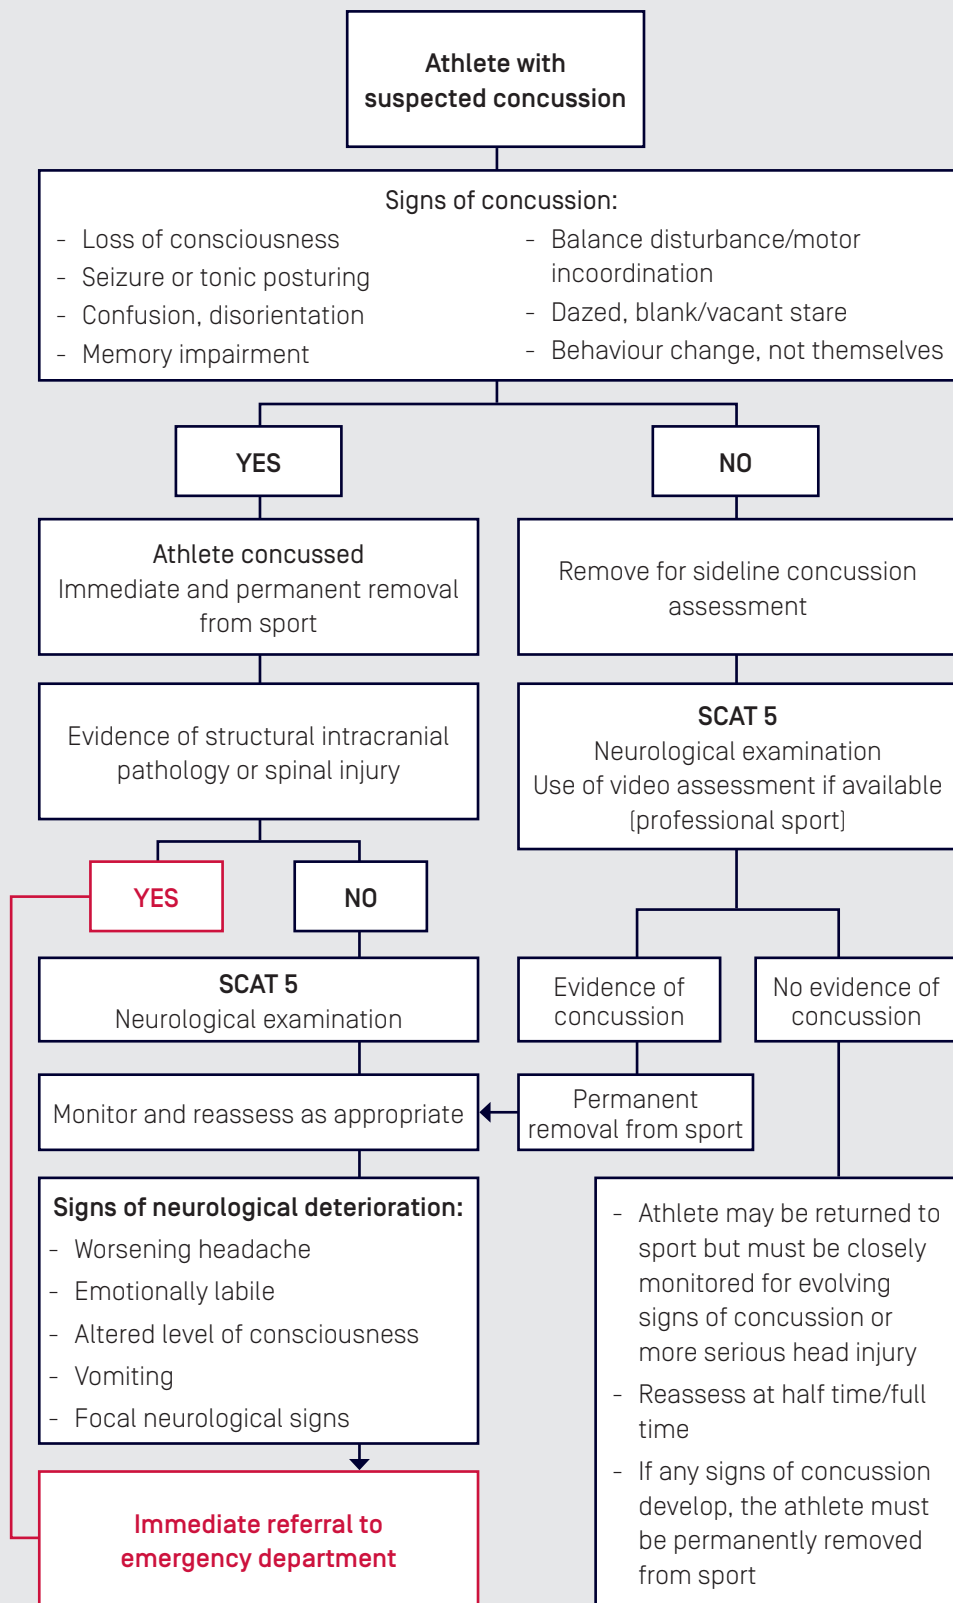 Athlete with
suspected concussion
Signs of concussion:
- Loss of consciousness
- Seizure or tonic posturing
- Confusion, disorientation
- Memory impairment
- Balance disturbance/motor
incoordination
- Dazed, blank/vacant stare
- Behaviour change, not themselves
YES
NO
Athlete concussed
Immediate and permanent removal
from sport
Remove for sideline concussion
assessment
Evidence of structural intracranial
pathology or spinal injury
SCAT 5
Neurological examination
Use of video assessment if available
(professional sport)
YES
NO
SCAT 5
Neurological examination
Evidence of
concussion
No evidence of
concussion
Monitor and reassess as appropriate
Permanent
removal from sport
Signs of neurological deterioration:
- Worsening headache
- Emotionally labile
- Altered level of consciousness
- Vomiting
- Focal neurological signs
- Athlete may be returned to
sport but must be closely
monitored for evolving
signs of concussion or
more serious head injury
- Reassess at half time/full
time
- If any signs of concussion
develop, the athlete must
be permanently removed
from sport
Immediate referral to
emergency department